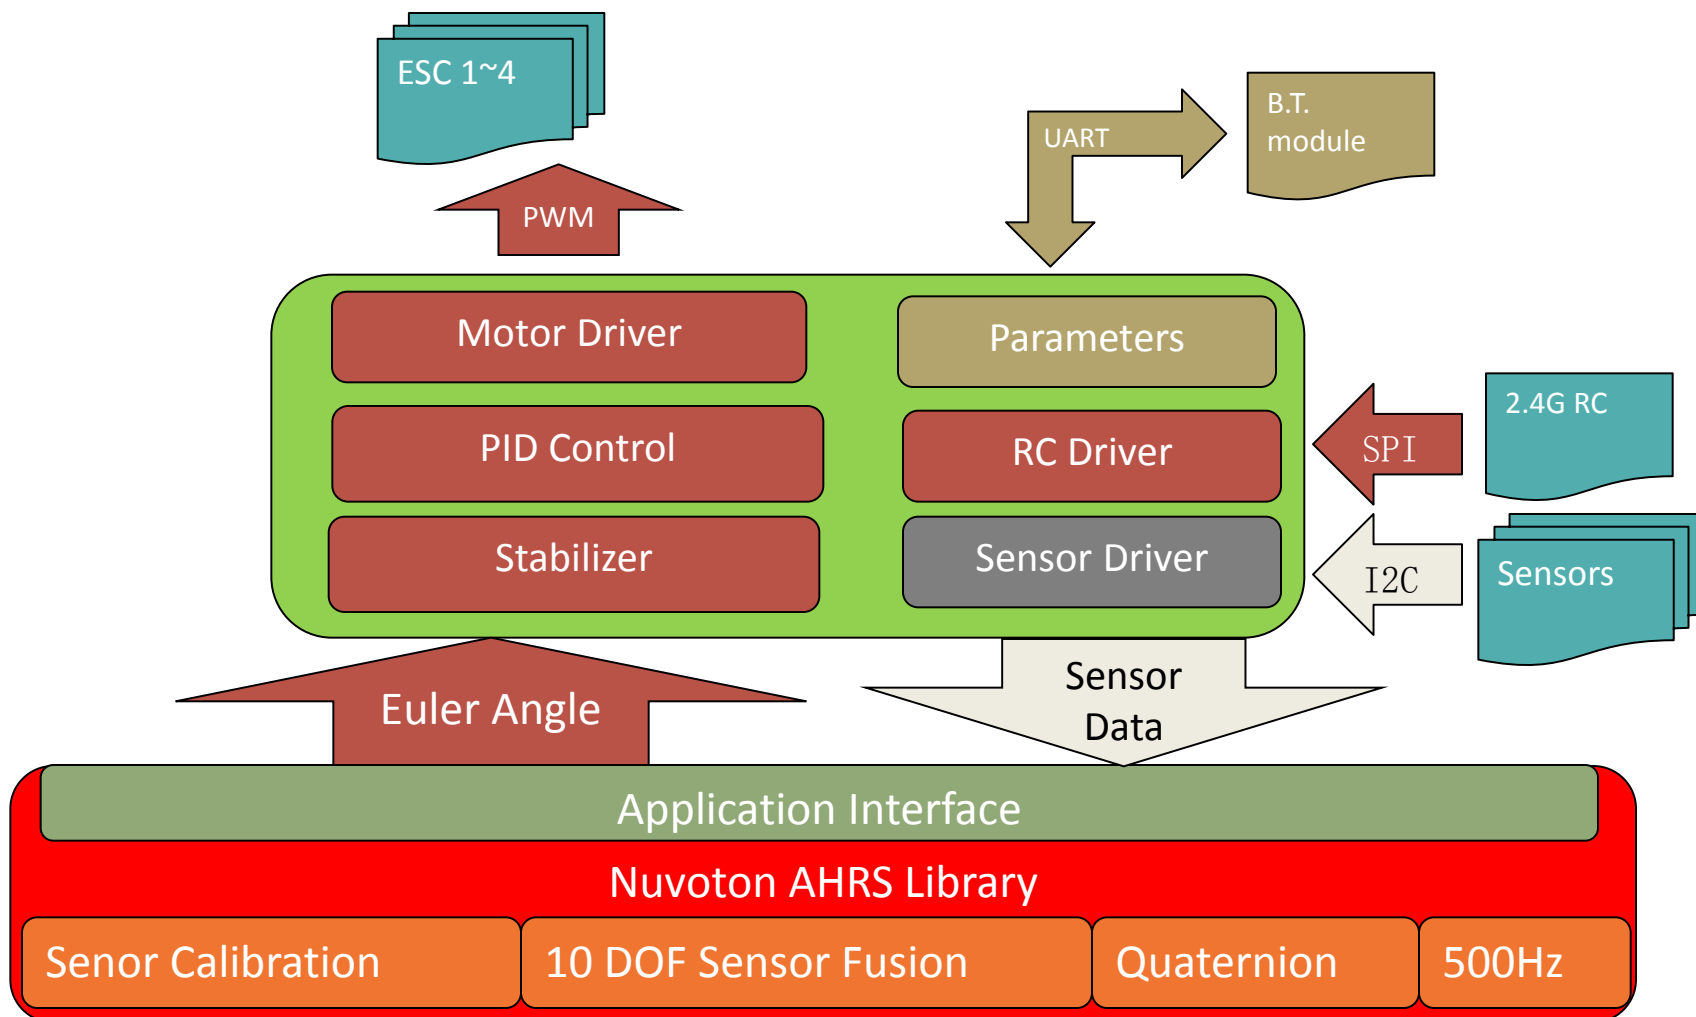 ESC 1~4
PWM
UART
B.T.
module
Motor Driver
Parameters
PID Control
RC Driver
SPI
2.4G RC
Stabilizer
Sensor Driver
I2C
Sensors
Euler Angle
Sensor
Data
Application Interface
Nuvoton AHRS Library
Senor Calibration
10 DOF Sensor Fusion
Quaternion
500Hz